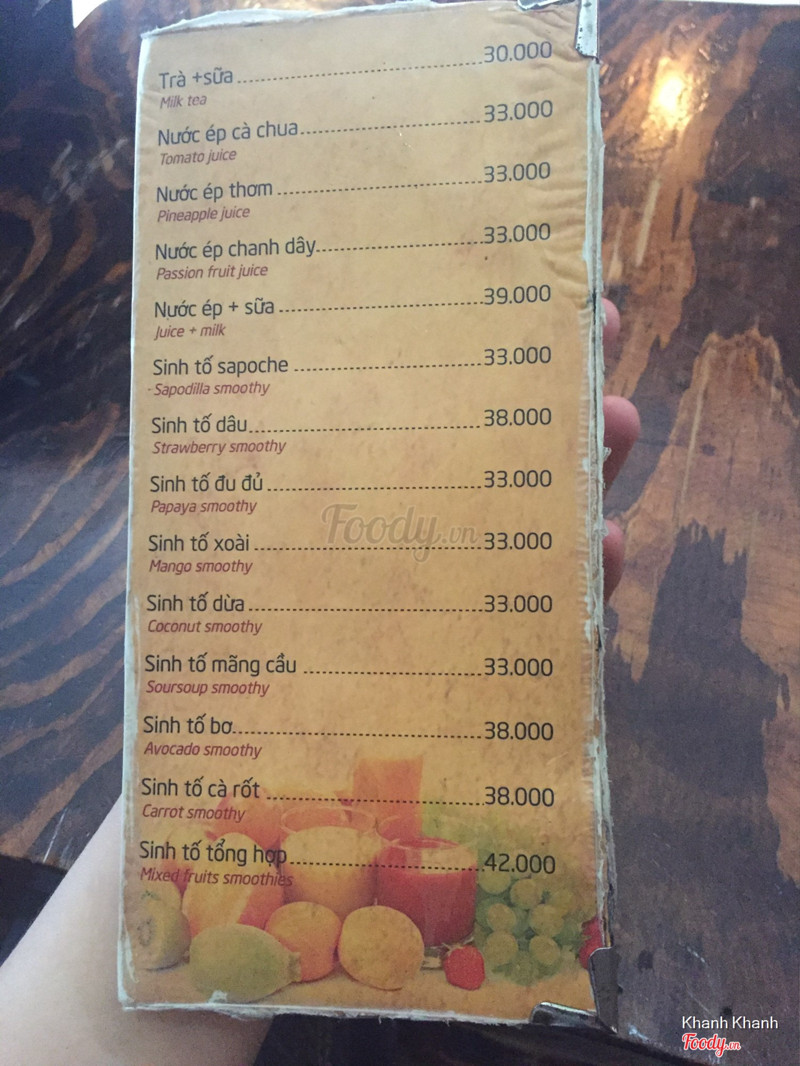 Trà +sữa 30.000
Milk tea
Nước ép cà chua 33.000
Tomato juice
Nước ép thơm 33.000
Pineapple juice
Nước ép chanh dây 33.000
Passion fruit juice
Nước ép + sữa 39.000
Juice + milk
Sinh tố sapoche 33.000
Sapodilla smoothy
Sinh tố dâu 38.000
Strawberry smoothy
Sinh tố đu đủ 33.000
Papaya smoothy
Foody.vn
Sinh tố xoài 33.000
Mango smoothy
Sinh tố dừa 33.000
Coconut smoothy
Sinh tố mãng cầu 33.000
Soursoup smoothy
Sinh tố bơ 38.000
Avocado smoothy
Sinh tố cà rốt 38.000
Carrot smoothy
Sinh tố tổng hợp 42.000
Mixed fruits smoothies
Khanh Khanh
Foody.vn